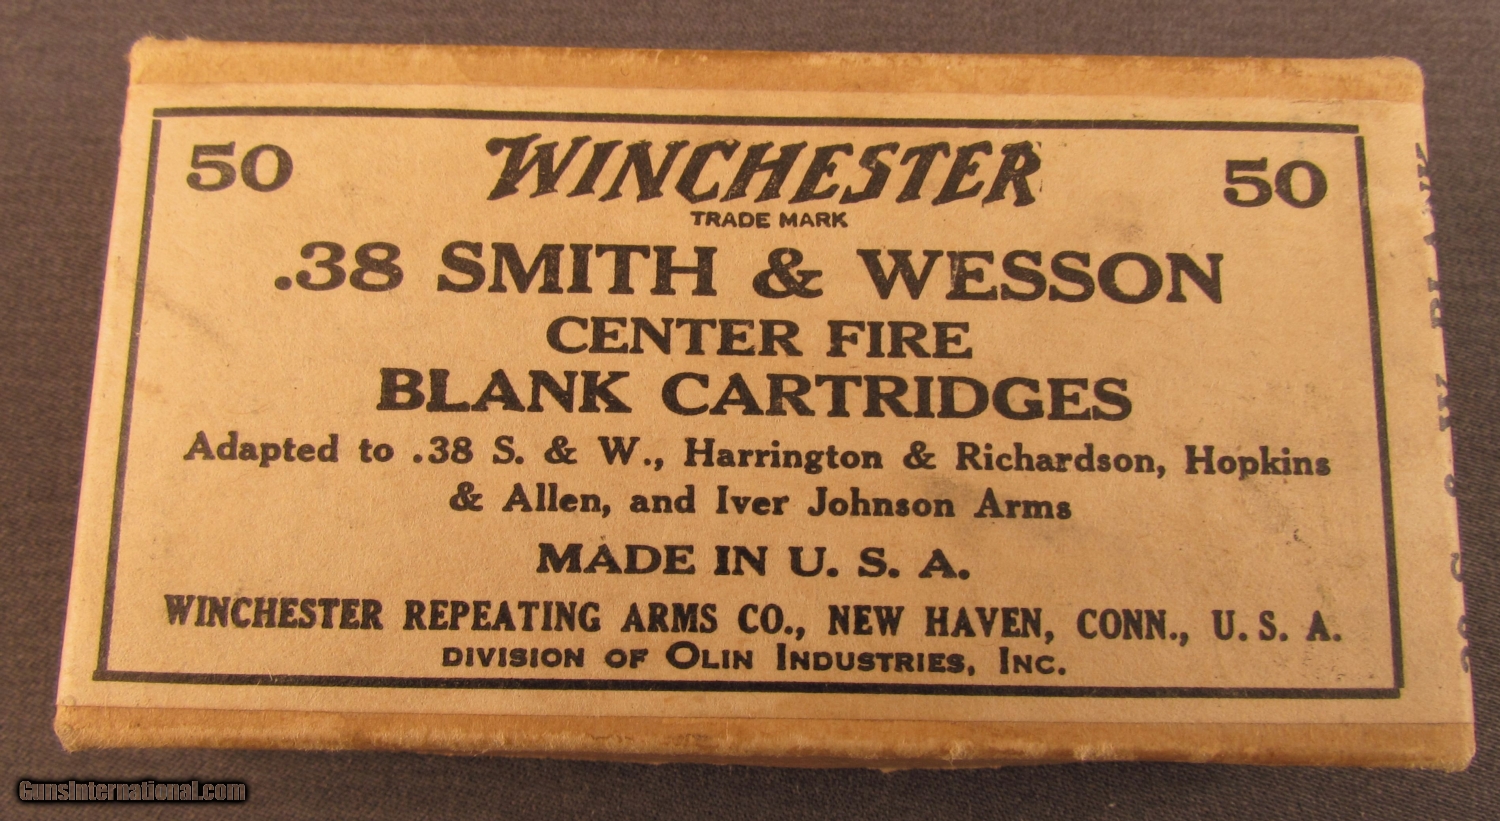 50 WINCHESTER 50
TRADE MARK
.38 SMITH & WESSON
CENTER FIRE
BLANK CARTRIDGES
Adapted to .38 S. & W., Harrington & Richardson, Hopkins
& Allen, and Iver Johnson Arms
MADE IN U. S. A.
WINCHESTER REPEATING ARMS CO., NEW HAVEN, CONN., U. S. A.
DIVISION OF OLIN INDUSTRIES, INC.
38 S. & W. BLANK
GunsInternational.com